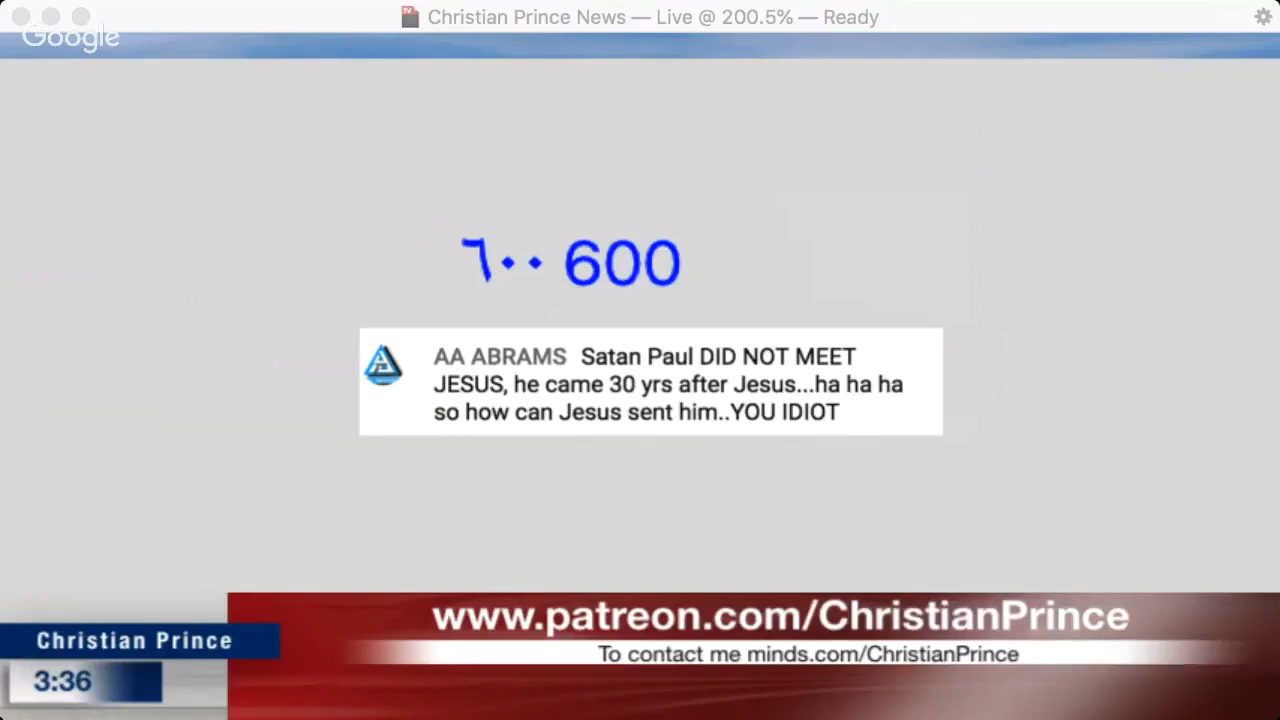 Christian Prince News — Live @ 200.5% — Ready
Google
٦٠٠ 600
AA ABRAMS Satan Paul DID NOT MEET
JESUS, he came 30 yrs after Jesus...ha ha ha
so how can Jesus sent him..YOU IDIOT
www.patreon.com/ChristianPrince
Christian Prince
To contact me minds.com/ChristianPrince
3:36